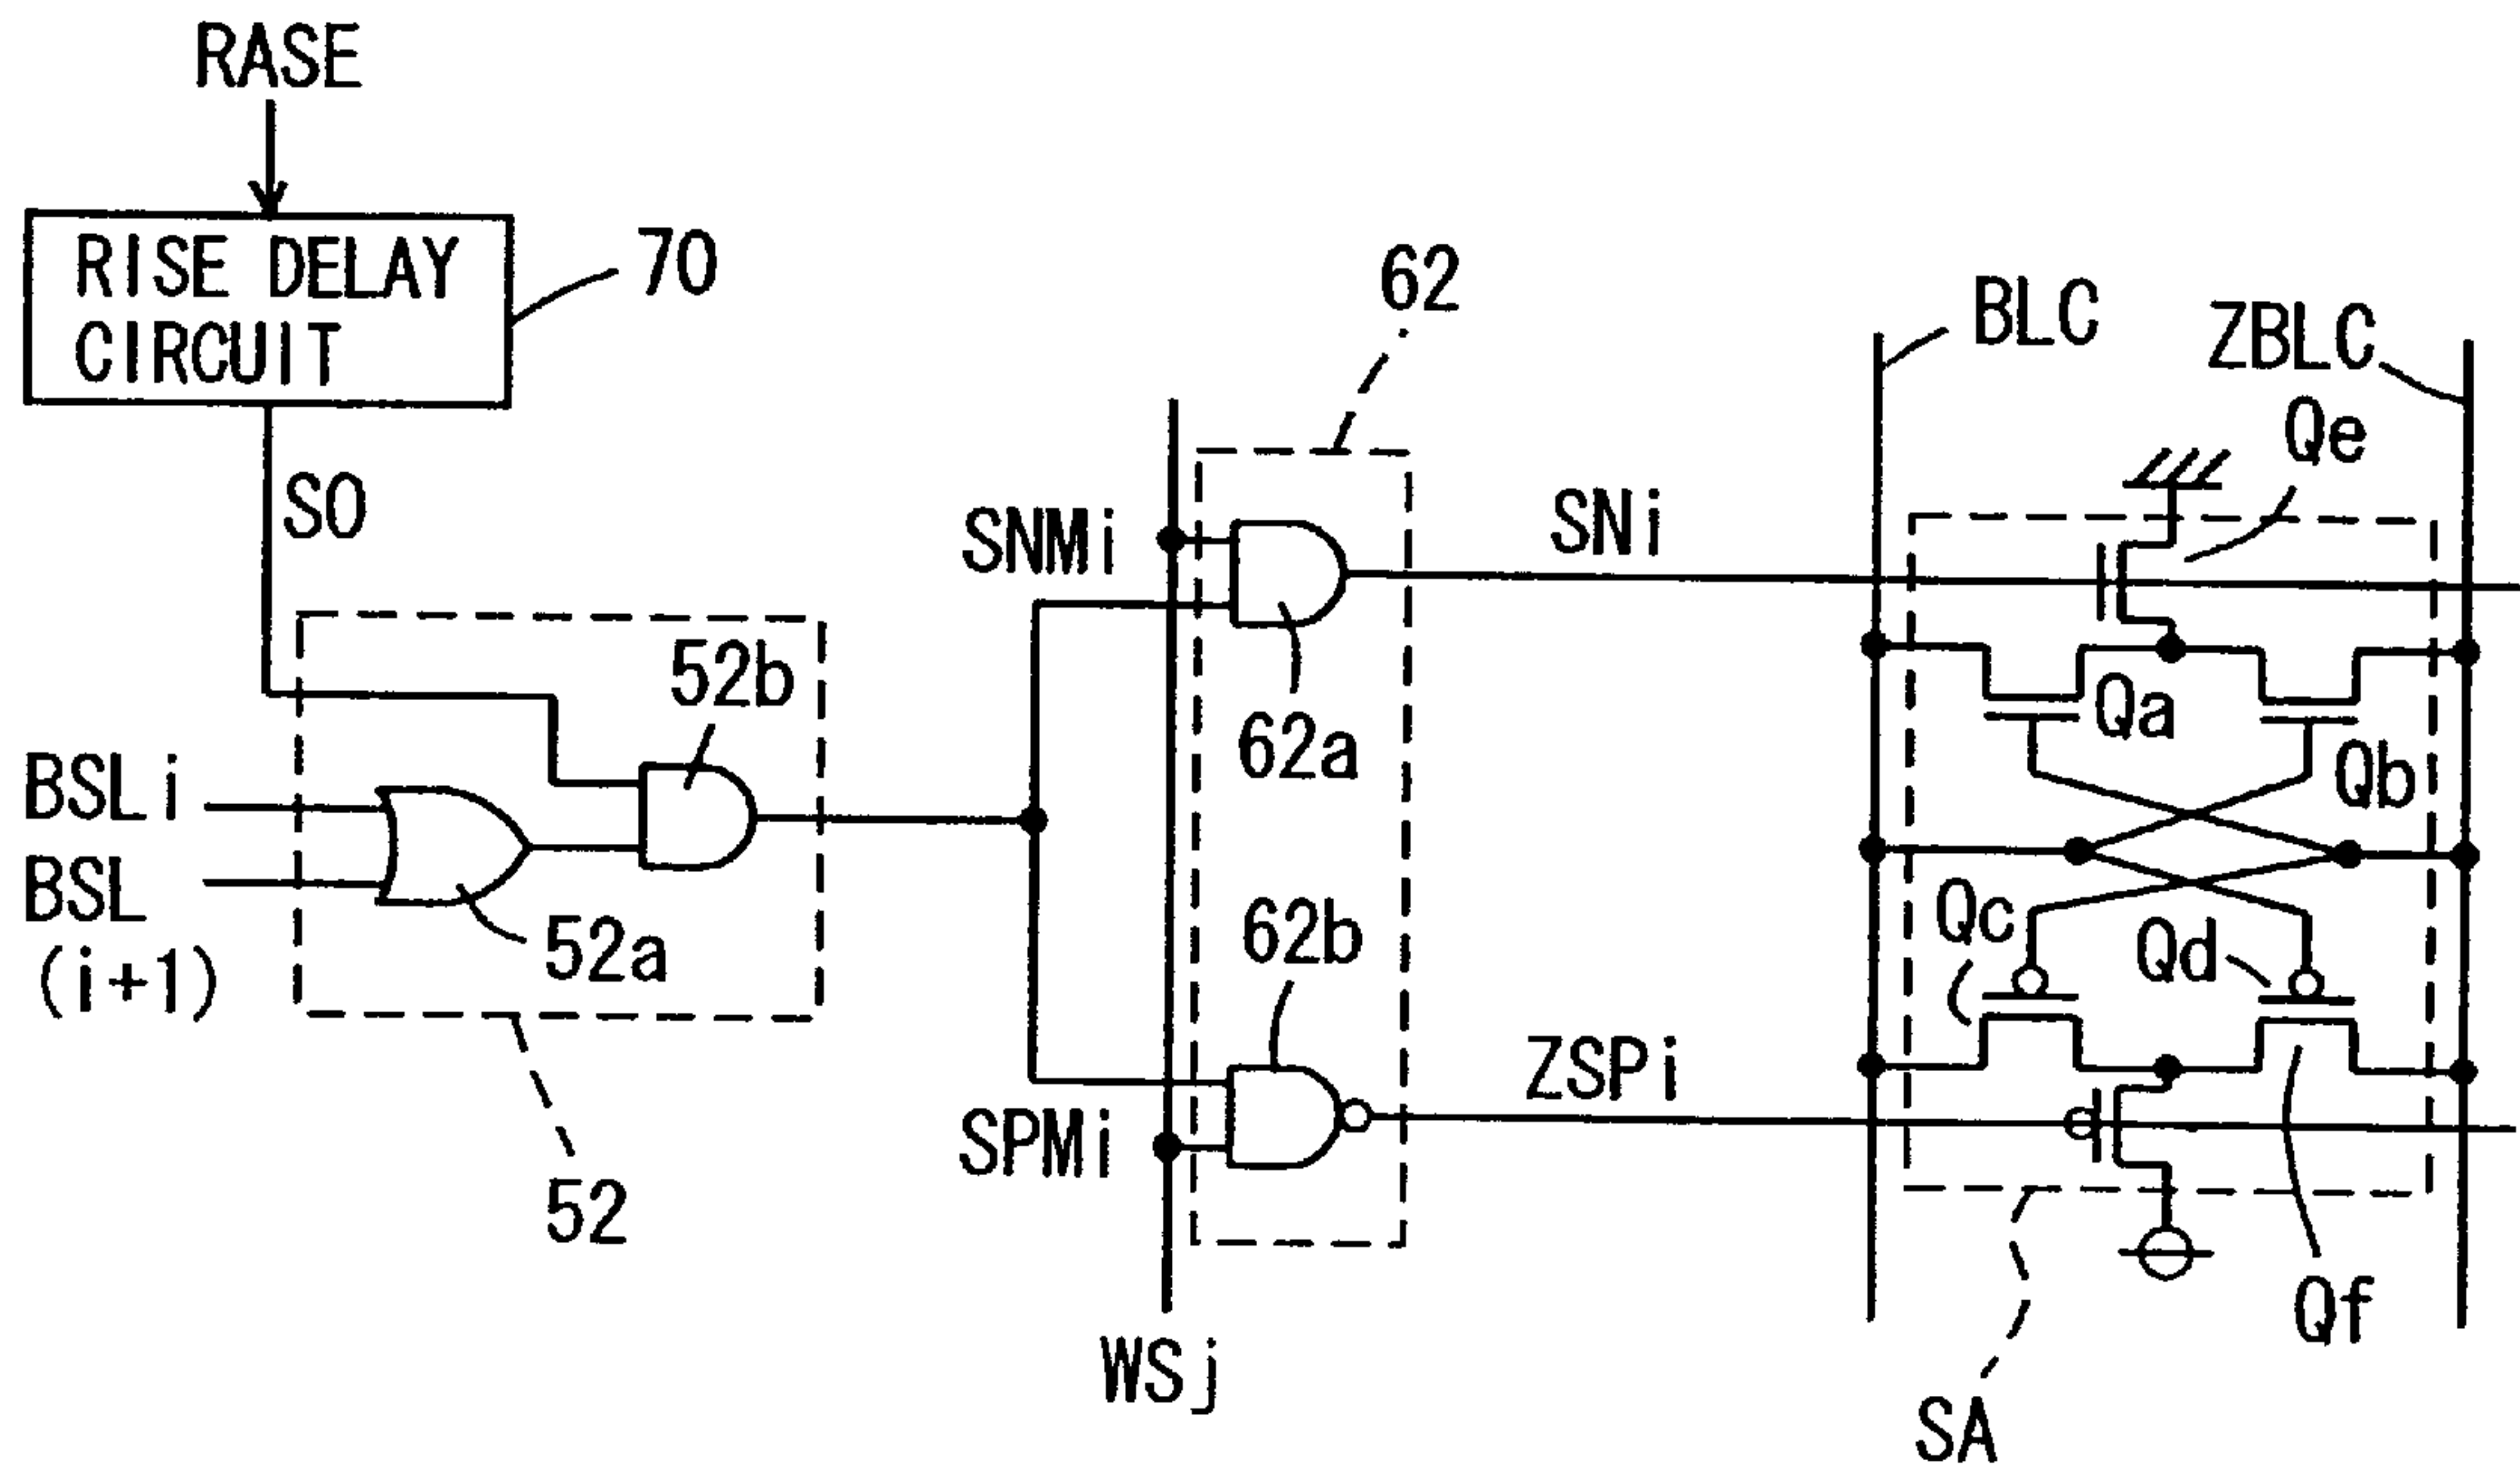 RASE
RISE DELAY
CIRCUIT
70
62
BLC
ZBLC
Qe
S0
SNMi
SNi
52b
62a
Qa
Qb
BSLi
BSL
(i+1)
52a
62b
Qc
Qd
ZSPi
SPMi
52
Qf
WSj
SA